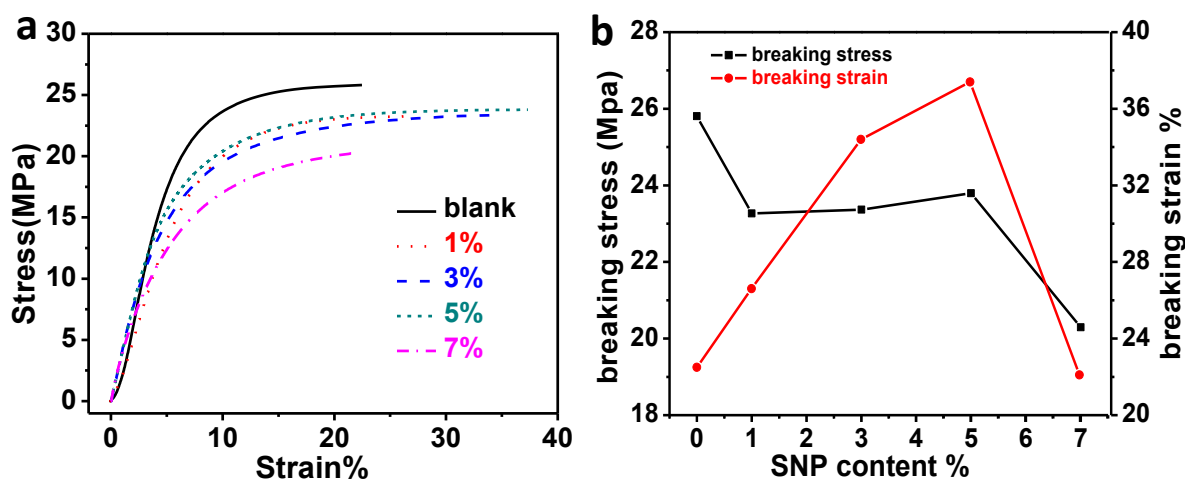 a
30
25
20
15
10
5
0
Stress(MPa)
blank
1%
3%
5%
7%
0 10 20 30 40
Strain%
b
28
26
24
22
20
18
breaking stress (Mpa)
breaking stress
breaking strain
40
36
32
28
24
20
breaking strain %
0 1 2 3 4 5 6 7
SNP content %